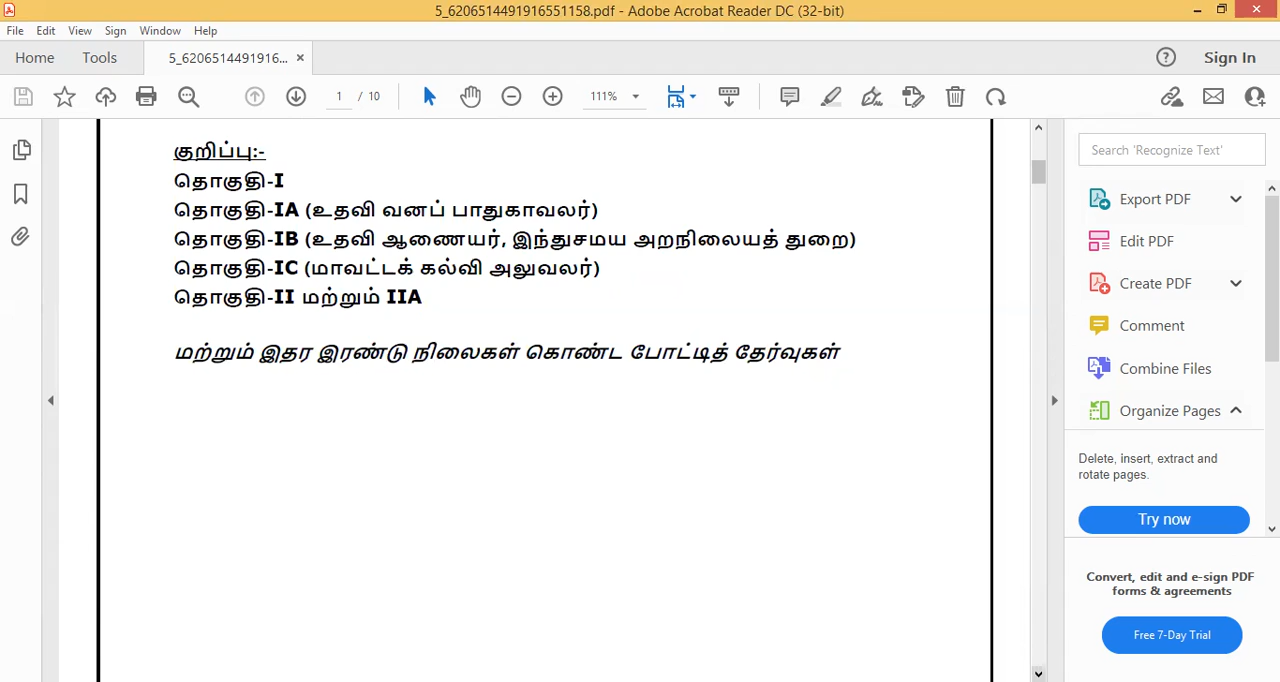 5_6206514491916551158.pdf - Adobe Acrobat Reader DC (32-bit)
File Edit View Sign Window Help
Home Tools 5_6206514491916... ×
Sign In
1 / 10 111%
குறிப்பு:-
தொகுதி-I
தொகுதி-IA (உதவி வனப் பாதுகாவலர்)
தொகுதி-IB (உதவி ஆணையர், இந்துசமய அறநிலையத் துறை)
தொகுதி-IC (மாவட்டக் கல்வி அலுவலர்)
தொகுதி-II மற்றும் IIA
மற்றும் இதர இரண்டு நிலைகள் கொண்ட போட்டித் தேர்வுகள்
Search 'Recognize Text'
Export PDF
Edit PDF
Create PDF
Comment
Combine Files
Organize Pages
Delete, insert, extract and
rotate pages.
Try now
Convert, edit and e-sign PDF
forms & agreements
Free 7-Day Trial